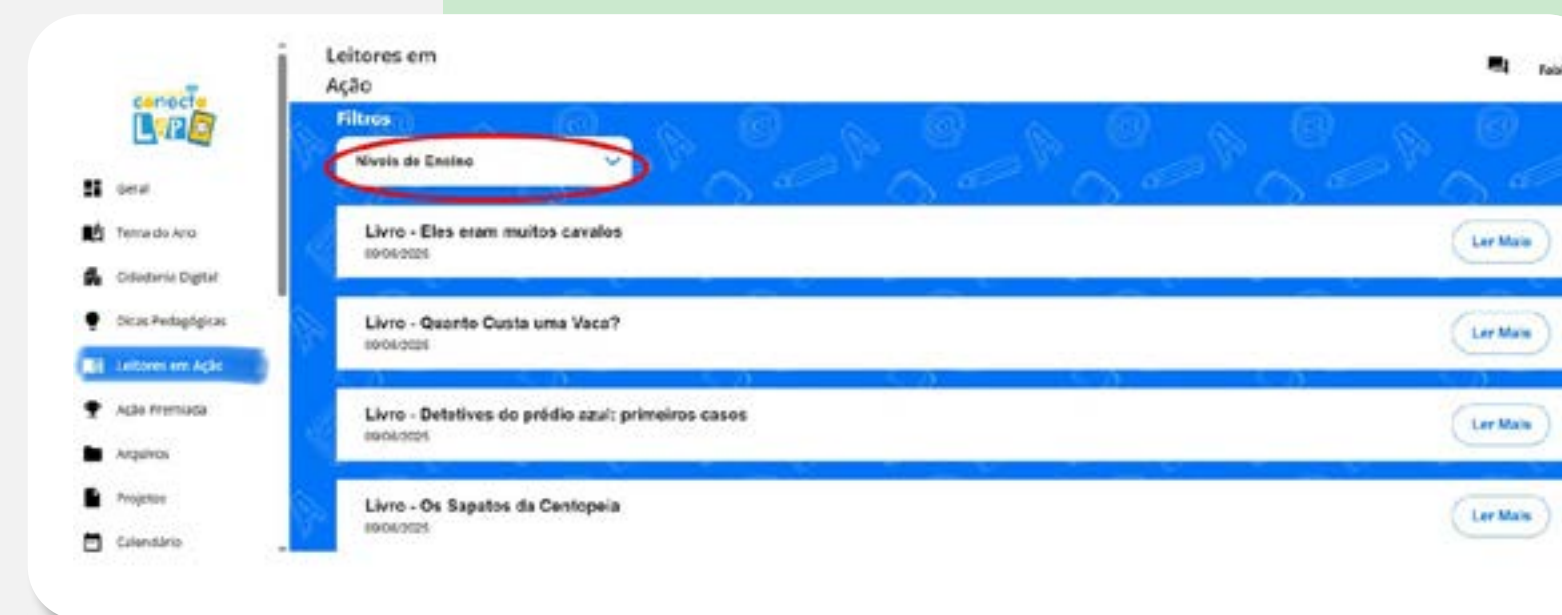 conecta
LIP
Geral
Tema do Ano
Cidadania Digital
Dicas Pedagógicas
Leitores em Ação
Ação Premiada
Arquivos
Projetos
Calendário
Leitores em
Ação
Filtros
Níveis de Ensino
Livro - Eles eram muitos cavalos
Ler Mais
Livro - Quanto Custa uma Vaca?
Ler Mais
Livro - Detetives do prédio azul: primeiros casos
Ler Mais
Livro - Os Sapatos da Centopeia
Ler Mais